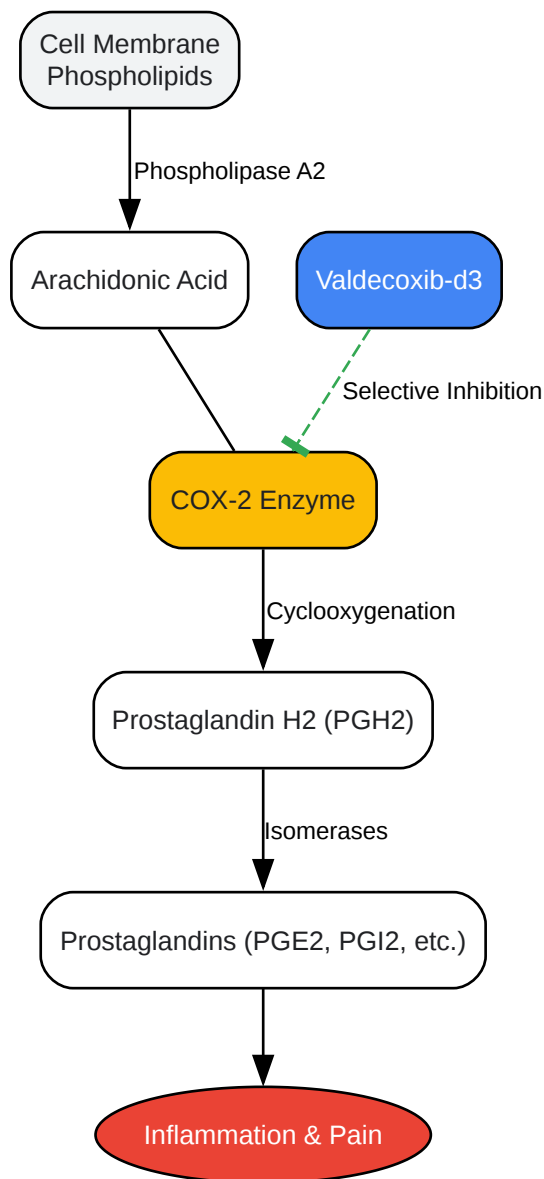 Cell Membrane
Phospholipids
Phospholipase A2
Arachidonic Acid
Valdecoxib-d3
Selective Inhibition
COX-2 Enzyme
Cyclooxygenation
Prostaglandin H2 (PGH2)
Isomerases
Prostaglandins (PGE2, PGI2, etc.)
Inflammation & Pain